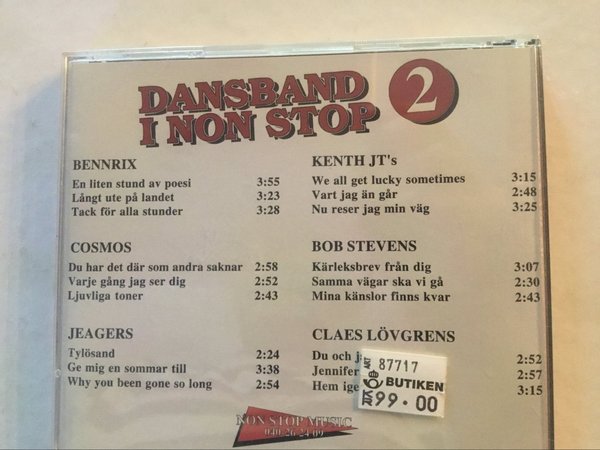 DANSBAND
I NON STOP
2
BENNRIX
En liten stund av poesi 3:55
Långt ute på landet 3:23
Tack för alla stunder 3:28
COSMOS
Du har det där som andra saknar 2:58
Varje gång jag ser dig 2:52
Ljuvliga toner 2:43
JEAGERS
Tylösand 2:24
Ge mig en sommar till 3:38
Why you been gone so long 2:54
KENTH JT's
We all get lucky sometimes 3:15
Vart jag än går 2:48
Nu reser jag min väg 3:25
BOB STEVENS
Kärleksbrev från dig 3:07
Samma vägar ska vi gå 2:30
Mina känslor finns kvar 2:43
CLAES LÖVGRENS
Du och 2:52
Jennifer 2:57
Hem 3:15
ART 87717
BUTIKEN
99.00
NON STOP MUSIC
040-26 24 09